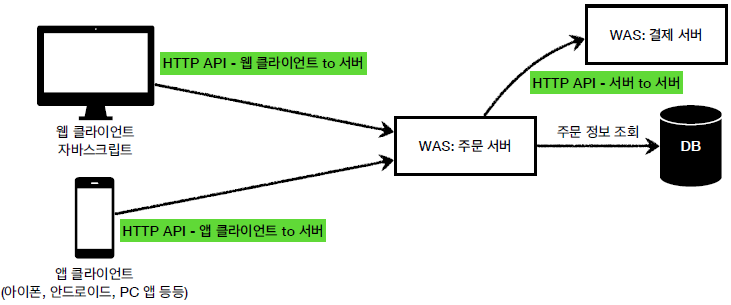 WAS: 결제 서버
HTTP API - 웹 클라이언트 to 서버
HTTP API - 서버 to 서버
웹 클라이언트
자바스크립트
WAS: 주문 서버
주문 정보 조회
DB
HTTP API - 앱 클라이언트 to 서버
앱 클라이언트
(아이폰, 안드로이드, PC 앱 등등)